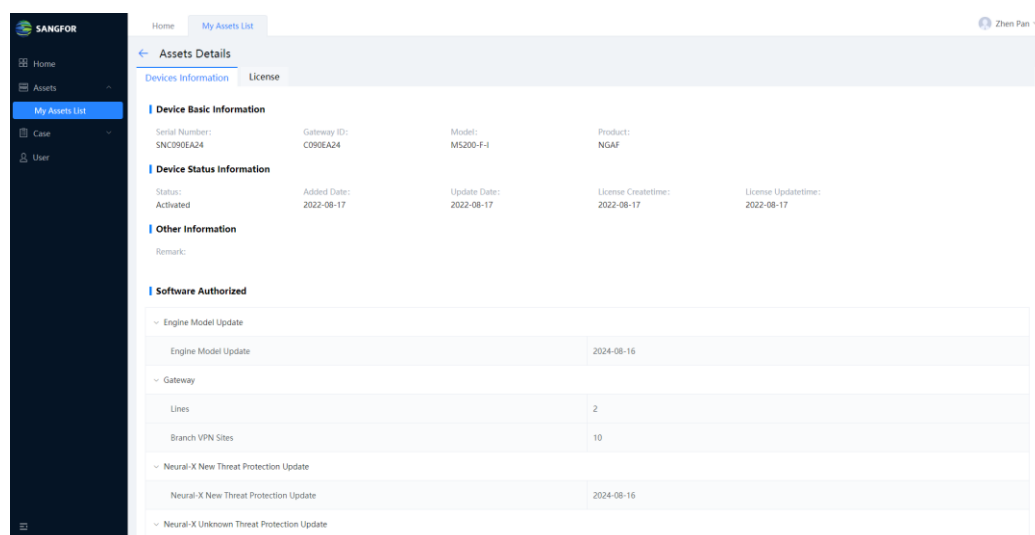 SANGFOR
Home
Assets
My Assets List
Case
User
Home My Assets List
Zhen Pan
← Assets Details
Devices Information License
Device Basic Information
Serial Number: Gateway ID: Model: Product:
SNC090EA24 C090EA24 M5200-F-I NGAF
Device Status Information
Status: Added Date: Update Date: License Createtime: License Updatetime:
Activated 2022-08-17 2022-08-17 2022-08-17 2022-08-17
Other Information
Remark:
Software Authorized
Engine Model Update
Engine Model Update 2024-08-16
Gateway
Lines 2
Branch VPN Sites 10
Neural-X New Threat Protection Update
Neural-X New Threat Protection Update 2024-08-16
Neural-X Unknown Threat Protection Update